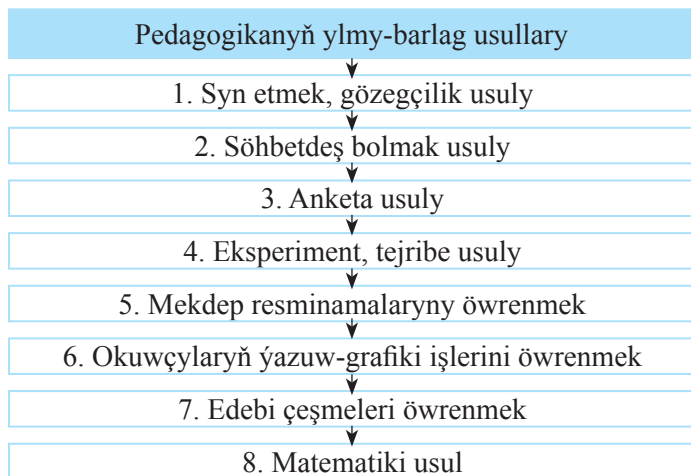 Pedagogikanyň ylmy-barlag usullary
1. Syn etmek, gözegçilik usuly
2. Söhbetdeş bolmak usuly
3. Anketa usuly
4. Eksperiment, tejribe usuly
5. Mekdep resminamalaryny öwrenmek
6. Okuwçylaryň ýazuw-grafiki işlerini öwrenmek
7. Edebi çeşmeleri öwrenmek
8. Matematiki usul